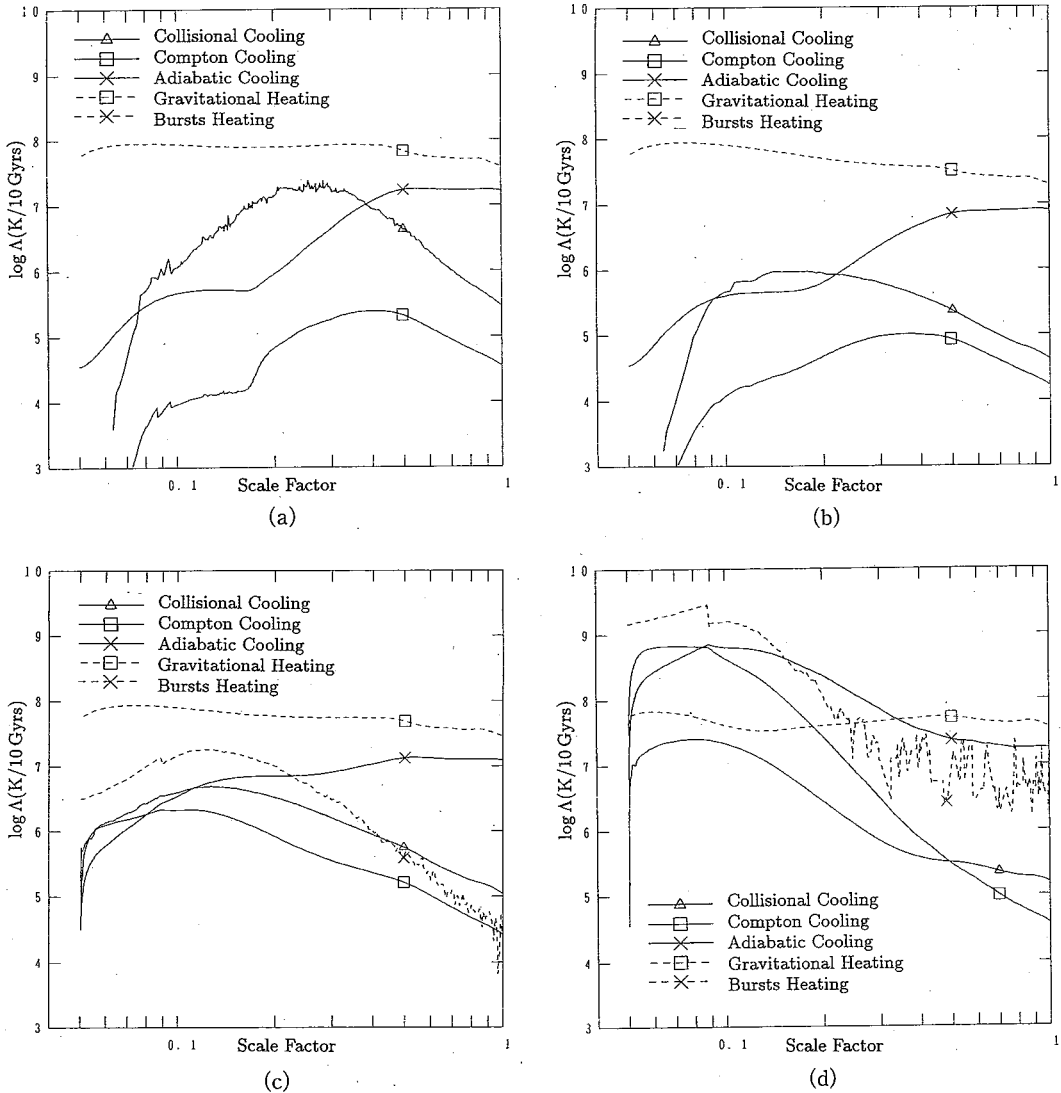 10
9
8
7
6
5
4
3
log Λ(K/10 Gyrs)
Collisional Cooling
Compton Cooling
Adiabatic Cooling
Gravitational Heating
Bursts Heating
0.1
Scale Factor
1
(a)
10
9
8
7
6
5
4
3
log Λ(K/10 Gyrs)
Collisional Cooling
Compton Cooling
Adiabatic Cooling
Gravitational Heating
Bursts Heating
0.1
Scale Factor
1
(b)
10
9
8
7
6
5
4
3
log Λ(K/10 Gyrs)
Collisional Cooling
Compton Cooling
Adiabatic Cooling
Gravitational Heating
Bursts Heating
0.1
Scale Factor
1
(c)
10
9
8
7
6
5
4
3
log Λ(K/10 Gyrs)
Collisional Cooling
Compton Cooling
Adiabatic Cooling
Gravitational Heating
Bursts Heating
0.1
Scale Factor
1
(d)